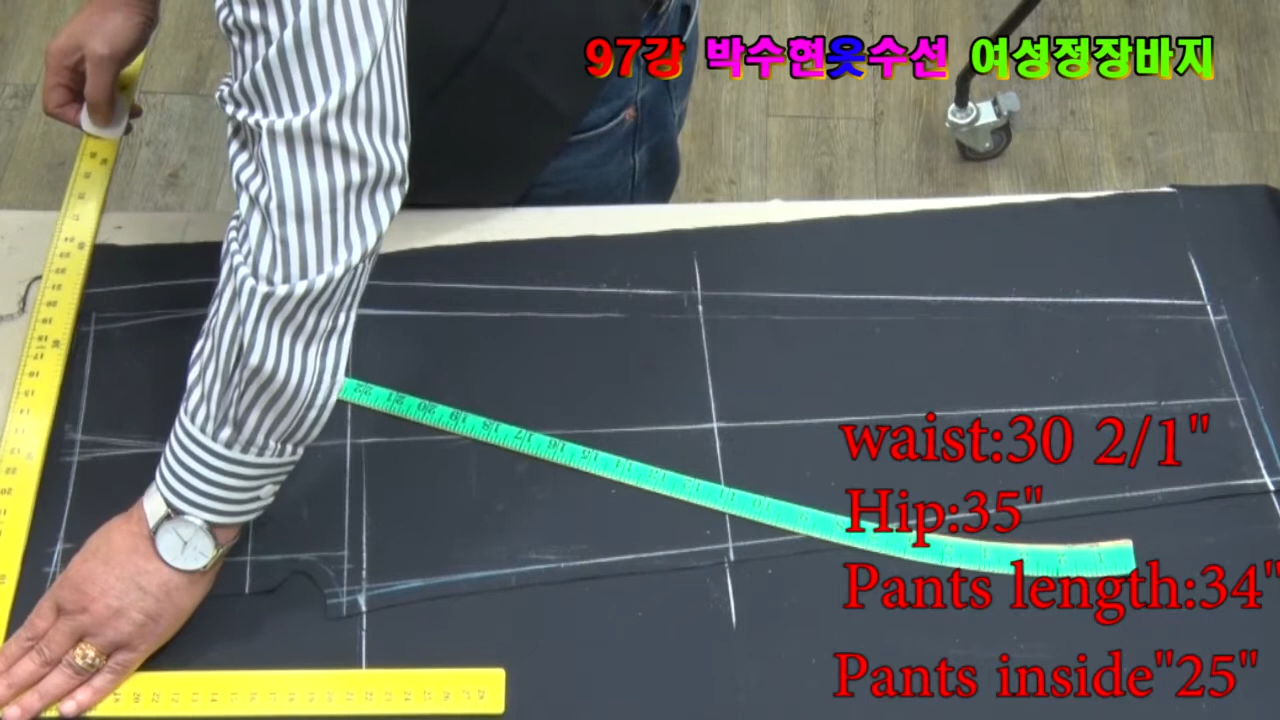 97강 박수현옷수선 여성정장바지
waist:30 2/1"
Hip:35"
Pants length:34"
Pants inside"25"